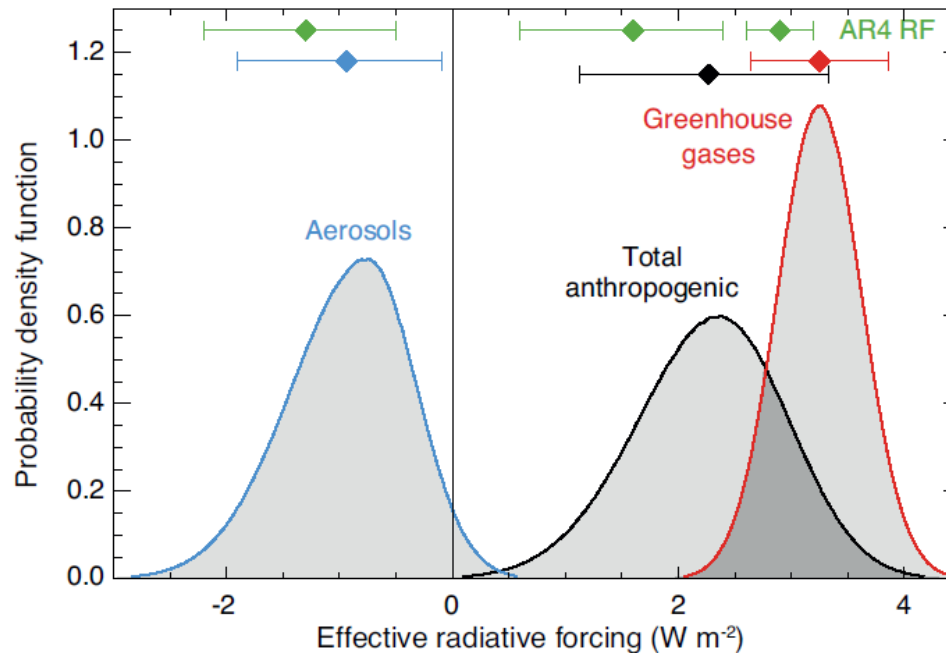 AR4 RF
Greenhouse
gases
Aerosols
Total
anthropogenic
1.2
1.0
0.8
0.6
0.4
0.2
0.0
Probability density function
-2
0
2
4
Effective radiative forcing (W m⁻²)